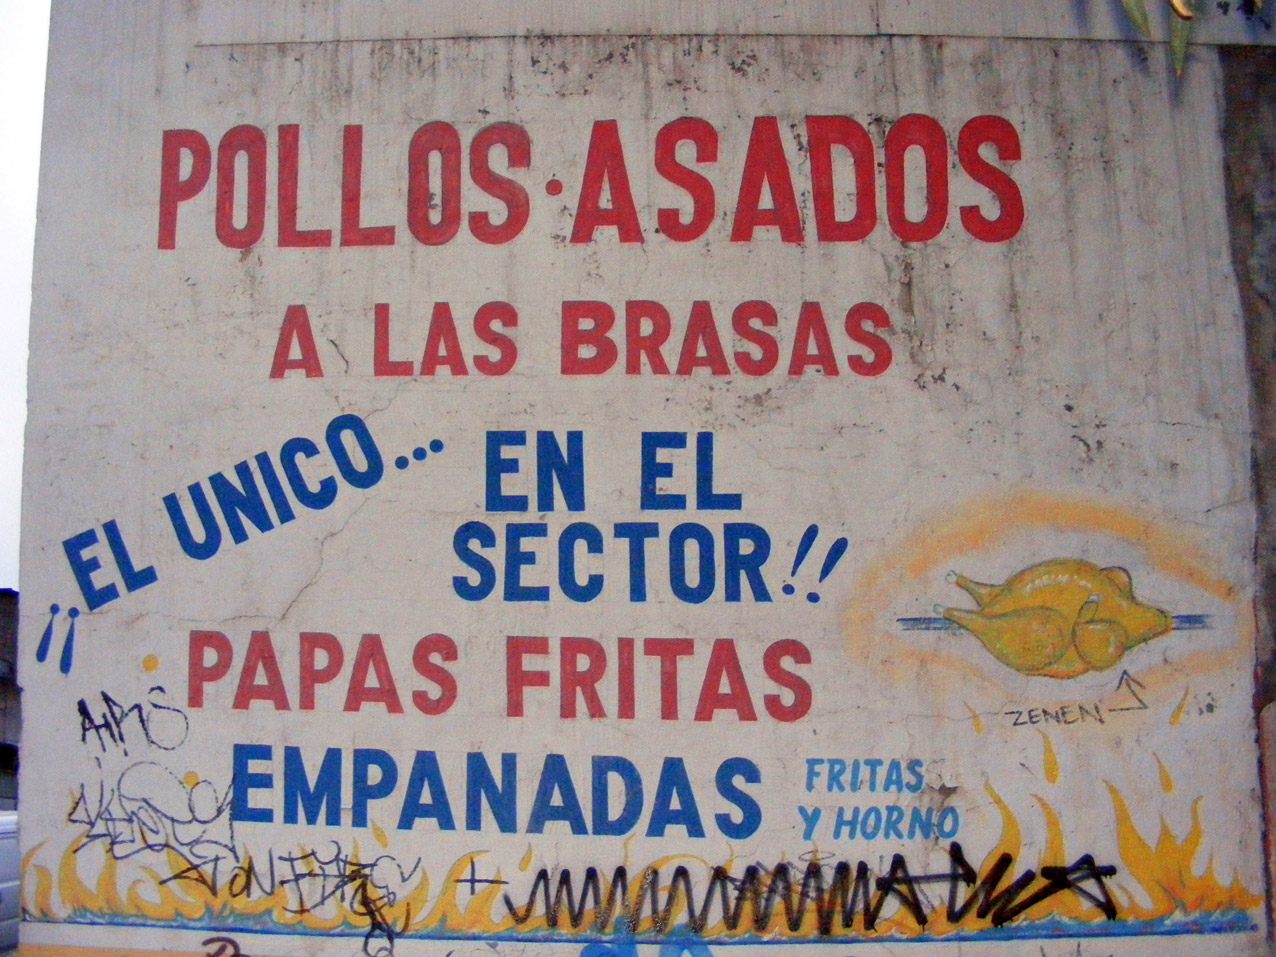 POLLOS·ASADOS
A LAS BRASAS
¡¡EL UNICO... EN EL
SECTOR!!
PAPAS FRITAS
ZENEN
EMPANADAS FRITAS
Y HORNO